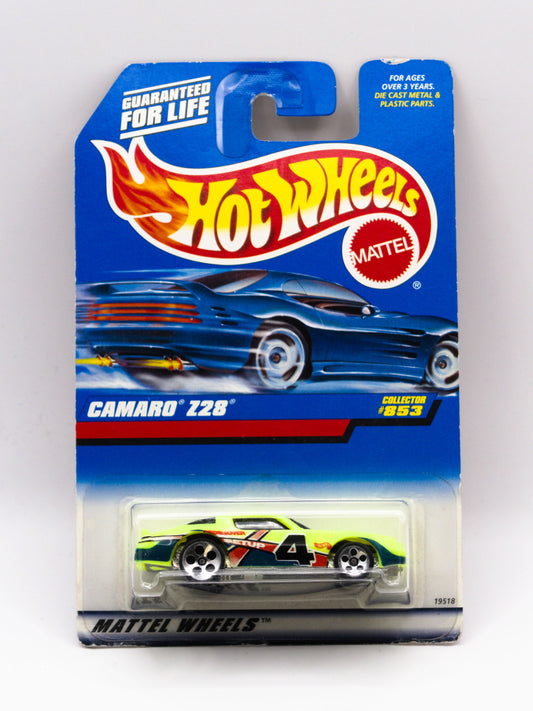 GUARANTEED
FOR LIFE
FOR AGES
OVER 3 YEARS.
DIE CAST METAL &
PLASTIC PARTS.
HOT WHEELS
MATTEL
®
CAMARO® Z28®
COLLECTOR
#853
4
19518
MATTEL WHEELS™